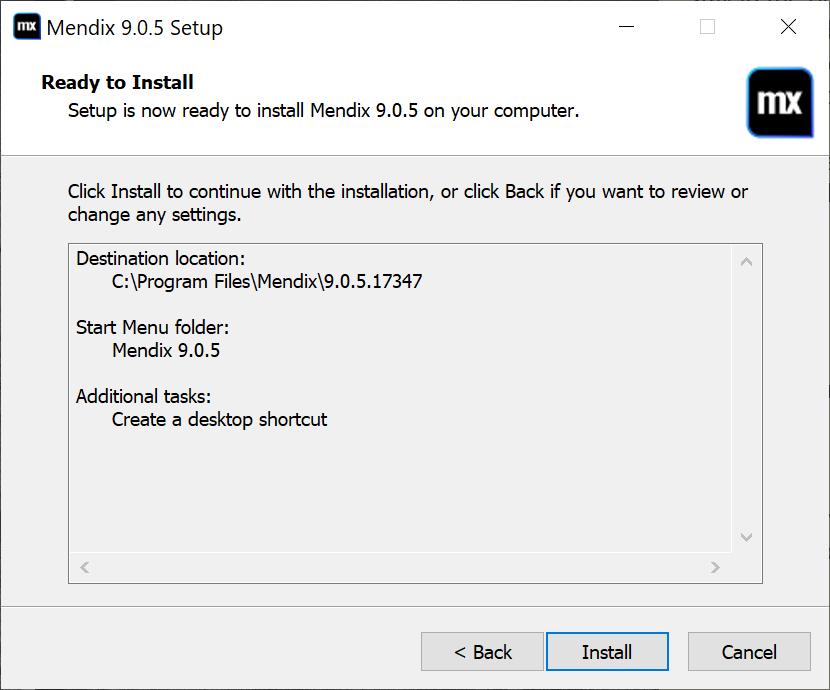 mx Mendix 9.0.5 Setup
Ready to Install
Setup is now ready to install Mendix 9.0.5 on your computer.
mx
Click Install to continue with the installation, or click Back if you want to review or
change any settings.
Destination location:
C:\Program Files\Mendix\9.0.5.17347
Start Menu folder:
Mendix 9.0.5
Additional tasks:
Create a desktop shortcut
< Back
Install
Cancel